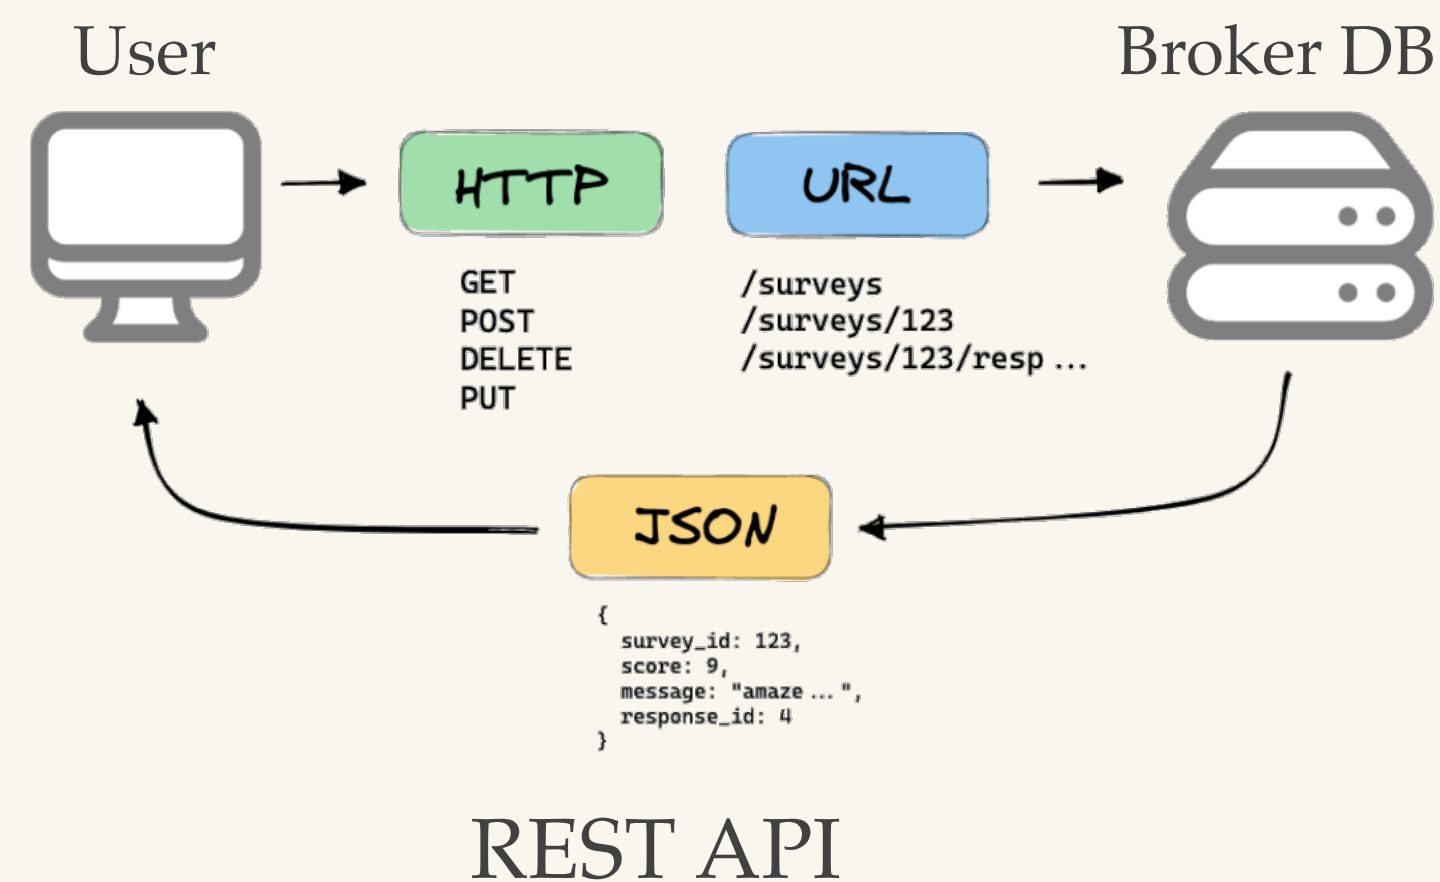 User
Broker DB
HTTP
URL
GET
POST
DELETE
PUT
/surveys
/surveys/123
/surveys/123/resp ...
JSON
{
survey_id: 123,
score: 9,
message: "amaze ... ",
response_id: 4
}
REST API